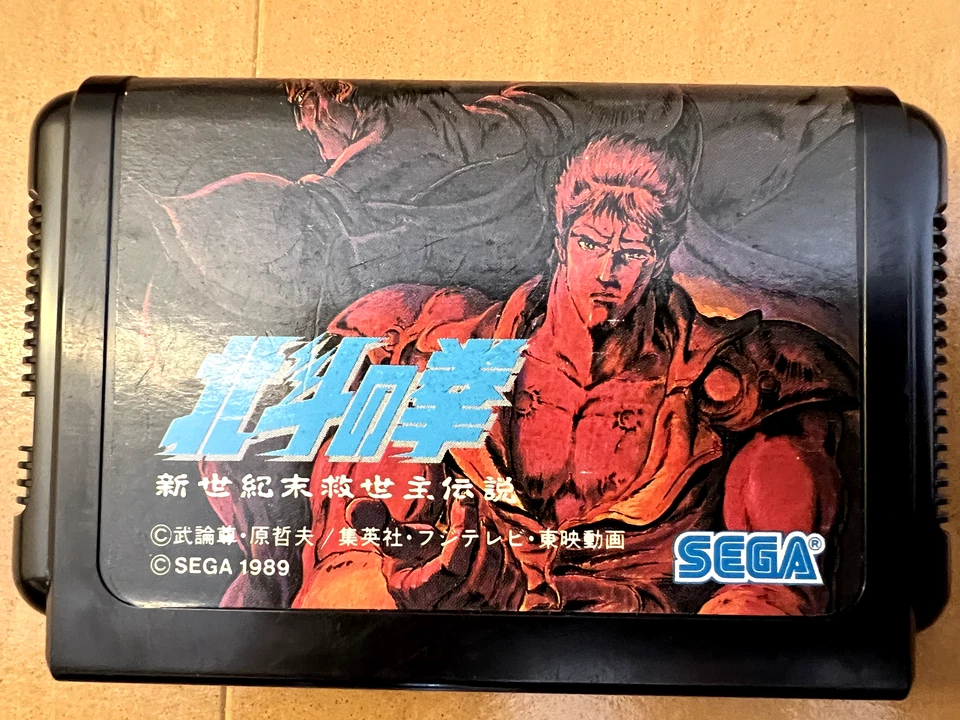 北斗の拳
新世紀末救世主伝説
©武論尊・原哲夫/集英社・フジテレビ・東映動画
©SEGA 1989
SEGA®